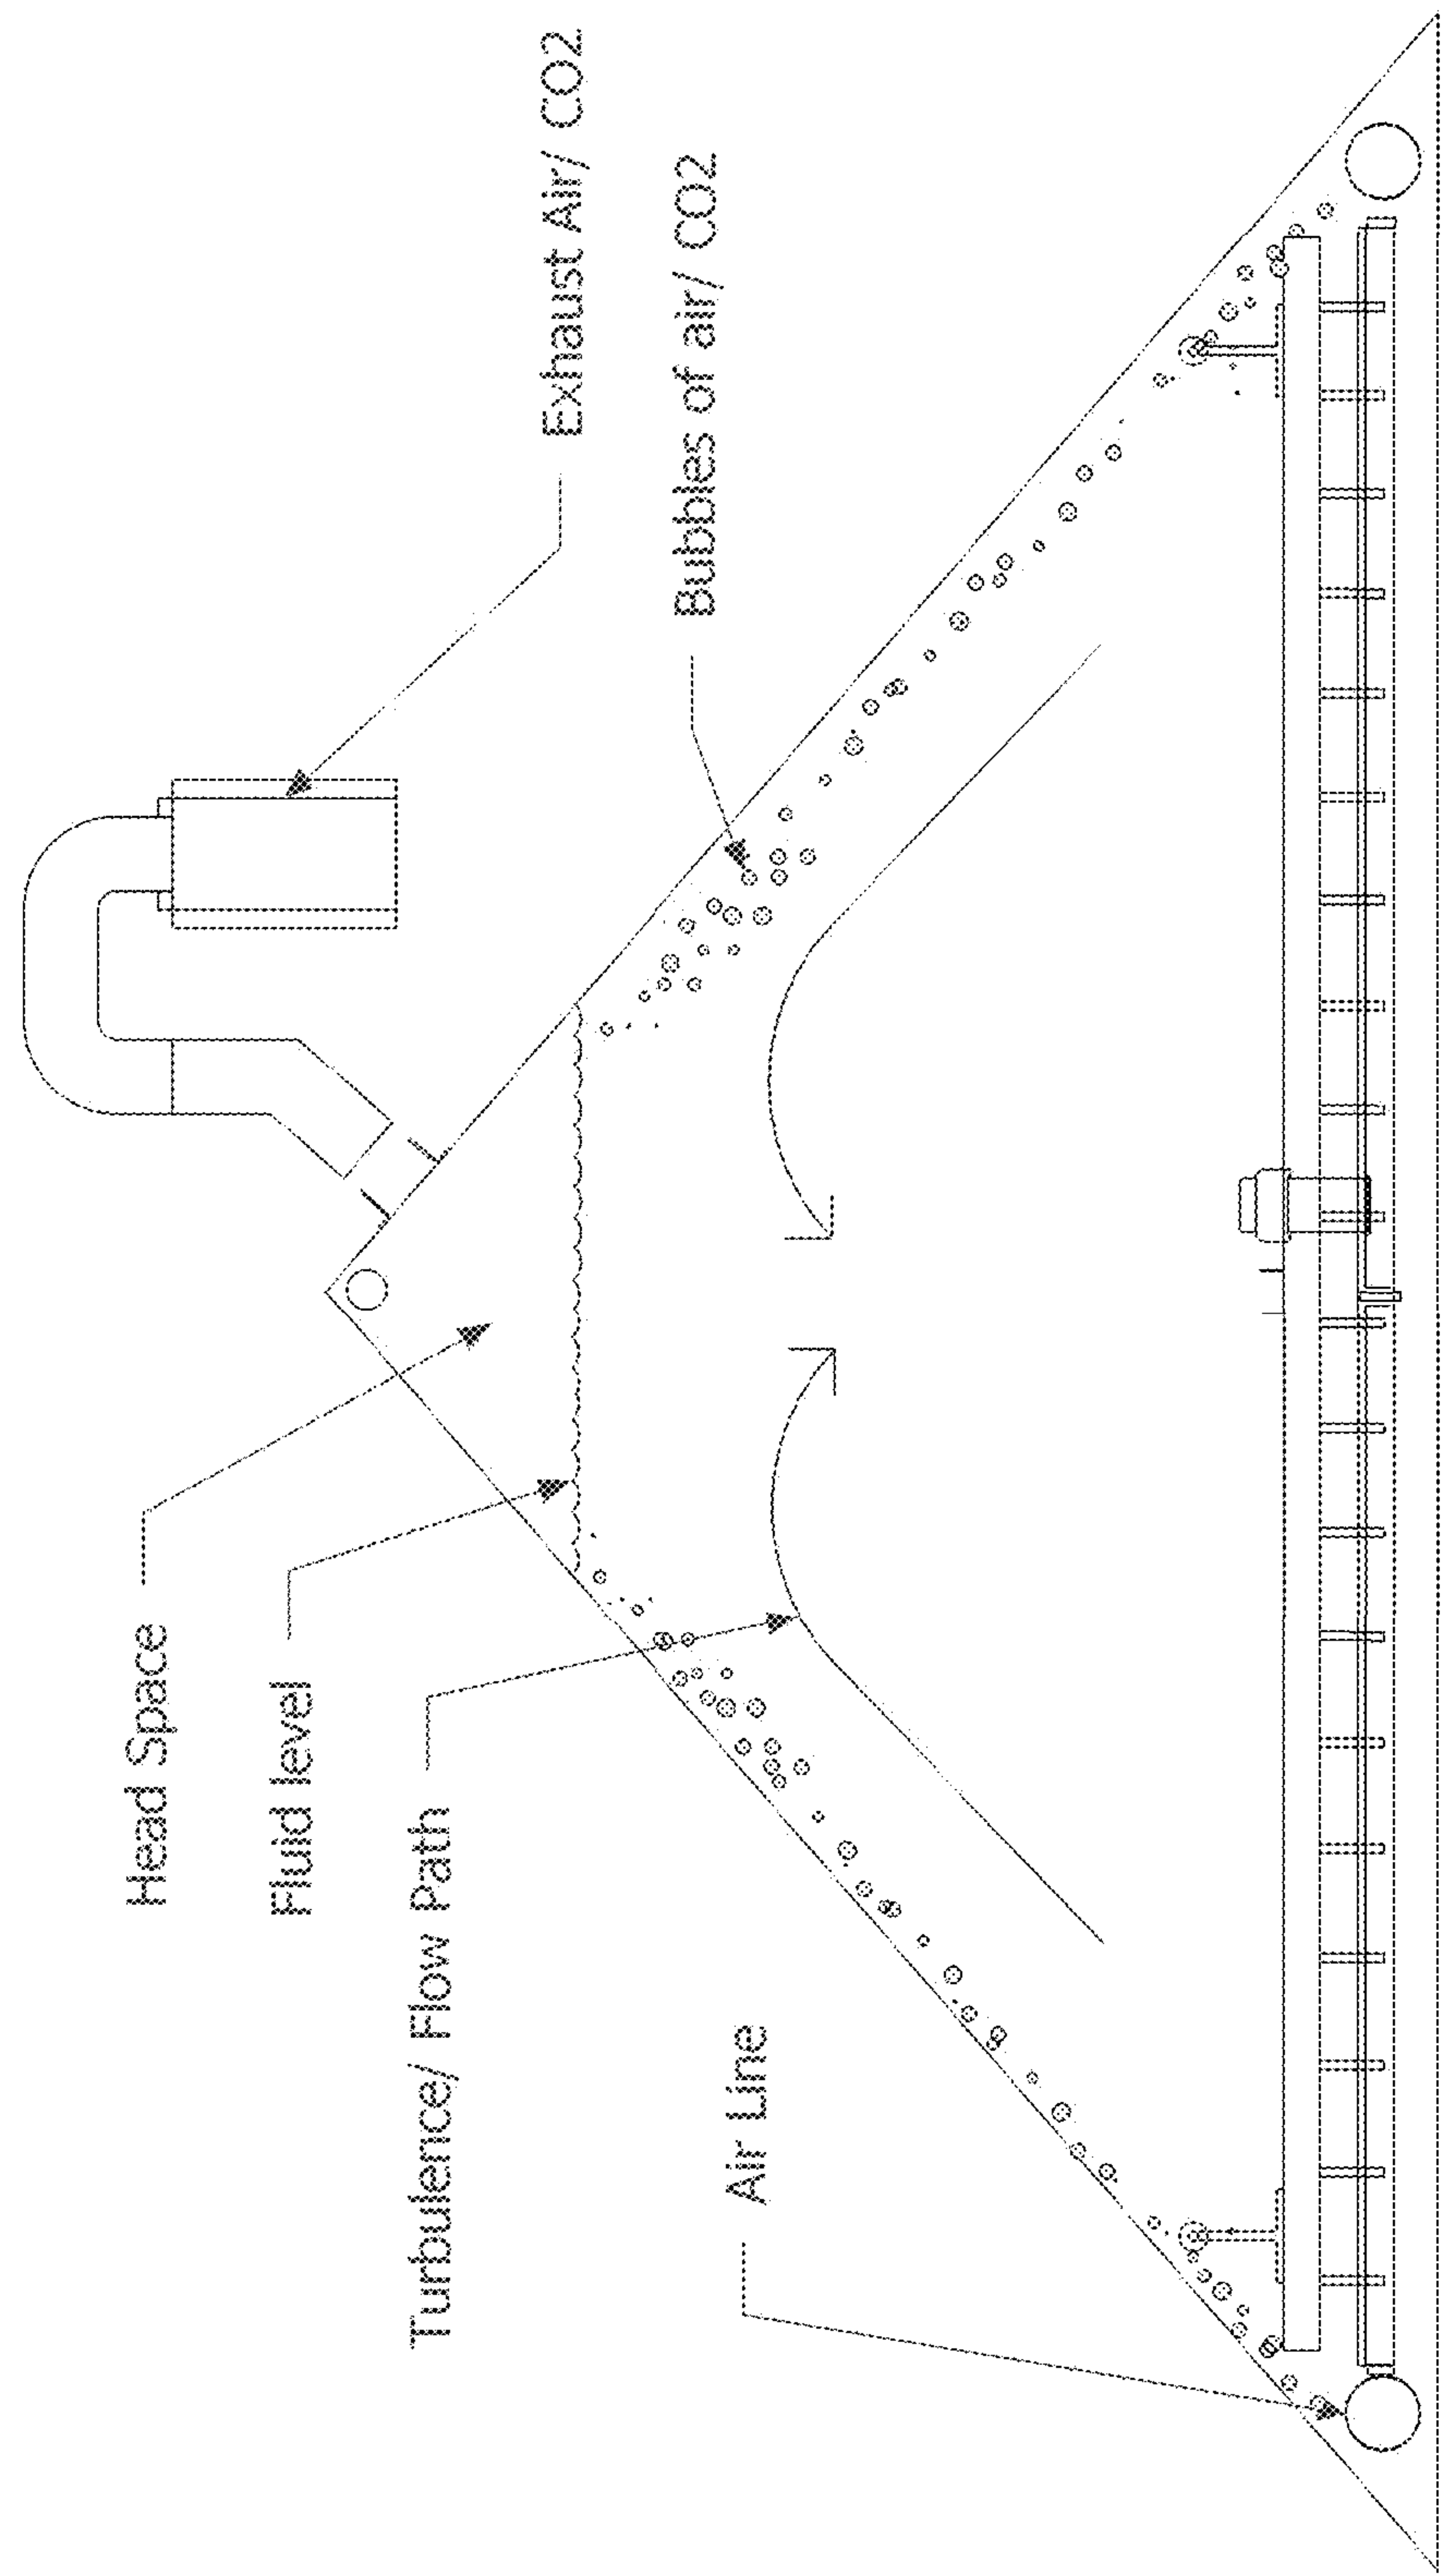 Head Space
Fluid level
Turbulence/ Flow Path
Air Line
Exhaust Air/ CO2
Bubbles of air/ CO2